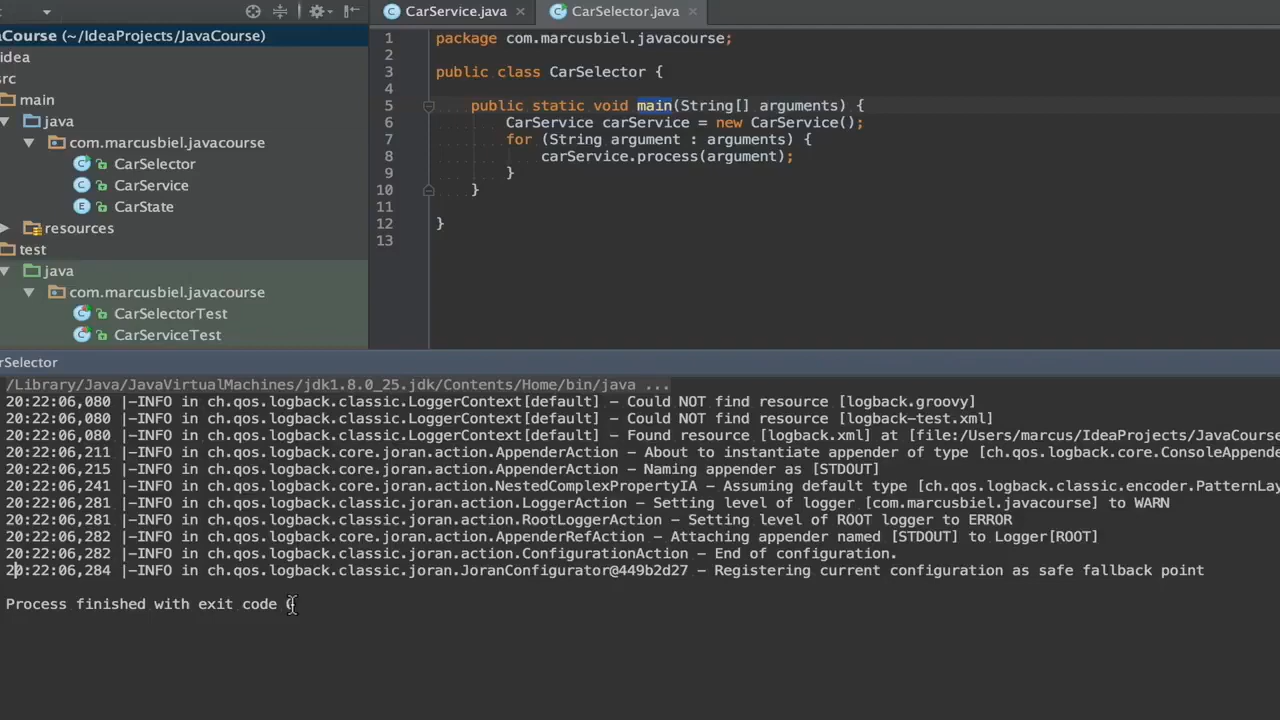 CarService.java
CarSelector.java
aCourse (~/IdeaProjects/JavaCourse)
idea
rc
main
java
com.marcusbiel.javacourse
CarSelector
CarService
CarState
resources
test
java
com.marcusbiel.javacourse
CarSelectorTest
CarServiceTest
1 package com.marcusbiel.javacourse;
2
3 public class CarSelector {
4
5 public static void main(String[] arguments) {
6 CarService carService = new CarService();
7 for (String argument : arguments) {
8 carService.process(argument);
9 }
10 }
11
12 }
13
rSelector
/Library/Java/JavaVirtualMachines/jdk1.8.0_25.jdk/Contents/Home/bin/java ...
20:22:06,080 |-INFO in ch.qos.logback.classic.LoggerContext[default] - Could NOT find resource [logback.groovy]
20:22:06,080 |-INFO in ch.qos.logback.classic.LoggerContext[default] - Could NOT find resource [logback-test.xml]
20:22:06,080 |-INFO in ch.qos.logback.classic.LoggerContext[default] - Found resource [logback.xml] at [file:/Users/marcus/IdeaProjects/JavaCourse
20:22:06,211 |-INFO in ch.qos.logback.core.joran.action.AppenderAction - About to instantiate appender of type [ch.qos.logback.core.ConsoleAppende
20:22:06,215 |-INFO in ch.qos.logback.core.joran.action.AppenderAction - Naming appender as [STDOUT]
20:22:06,241 |-INFO in ch.qos.logback.core.joran.action.NestedComplexPropertyIA - Assuming default type [ch.qos.logback.classic.encoder.PatternLay
20:22:06,281 |-INFO in ch.qos.logback.classic.joran.action.LoggerAction - Setting level of logger [com.marcusbiel.javacourse] to WARN
20:22:06,281 |-INFO in ch.qos.logback.classic.joran.action.RootLoggerAction - Setting level of ROOT logger to ERROR
20:22:06,282 |-INFO in ch.qos.logback.core.joran.action.AppenderRefAction - Attaching appender named [STDOUT] to Logger[ROOT]
20:22:06,282 |-INFO in ch.qos.logback.classic.joran.action.ConfigurationAction - End of configuration.
20:22:06,284 |-INFO in ch.qos.logback.classic.joran.JoranConfigurator@449b2d27 - Registering current configuration as safe fallback point
Process finished with exit code 0